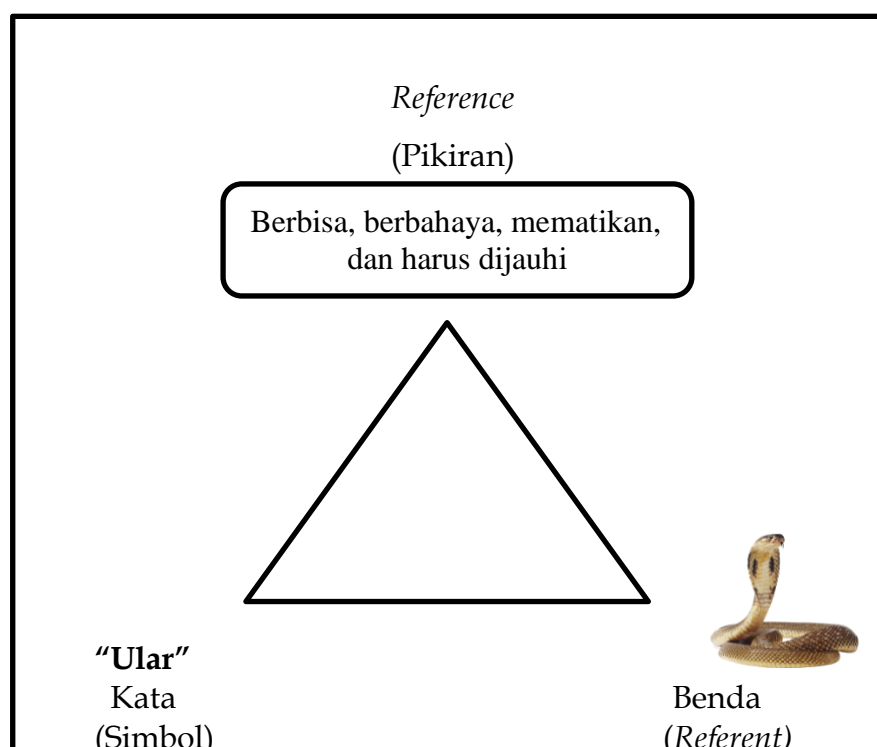 Reference
(Pikiran)
Berbisa, berbahaya, mematikan,
dan harus dijauhi
“Ular”
Kata
(Simbol)
Benda
(Referent)